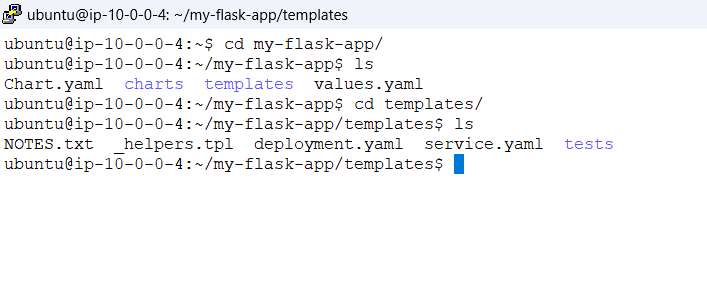 ubuntu@ip-10-0-0-4: ~/my-flask-app/templates
ubuntu@ip-10-0-0-4:~$ cd my-flask-app/
ubuntu@ip-10-0-0-4:~/my-flask-app$ ls
Chart.yaml  charts  templates  values.yaml
ubuntu@ip-10-0-0-4:~/my-flask-app$ cd templates/
ubuntu@ip-10-0-0-4:~/my-flask-app/templates$ ls
NOTES.txt  _helpers.tpl  deployment.yaml  service.yaml  tests
ubuntu@ip-10-0-0-4:~/my-flask-app/templates$